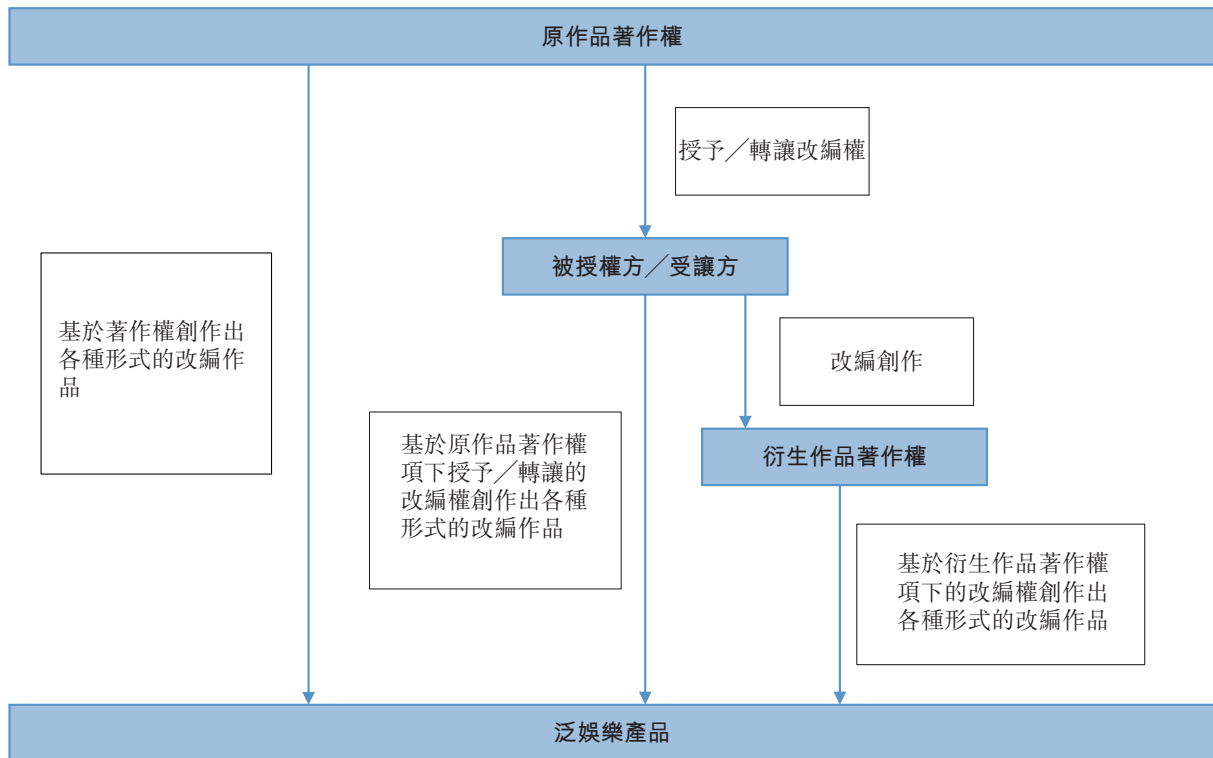 原作品著作權
授予／轉讓改編權
被授權方／受讓方
基於著作權創作出
各種形式的改編作
品
改編創作
基於原作品著作權
項下授予／轉讓的
改編權創作出各種
形式的改編作品
衍生作品著作權
基於衍生作品著作權
項下的改編權創作出
各種形式的改編作品
泛娛樂產品